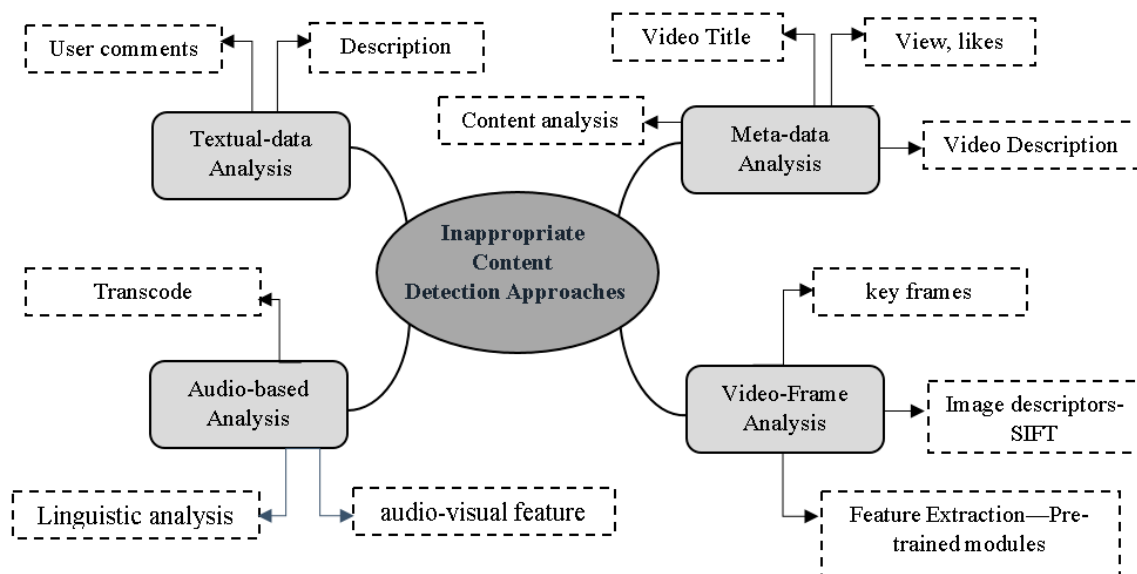 User comments
Description
Video Title
View, likes
Content analysis
Textual-data
Analysis
Meta-data
Analysis
Video Description
Inappropriate
Content
Detection Approaches
Transcode
key frames
Audio-based
Analysis
Video-Frame
Analysis
Image descriptors-
SIFT
Linguistic analysis
audio-visual feature
Feature Extraction—Pre-
trained modules